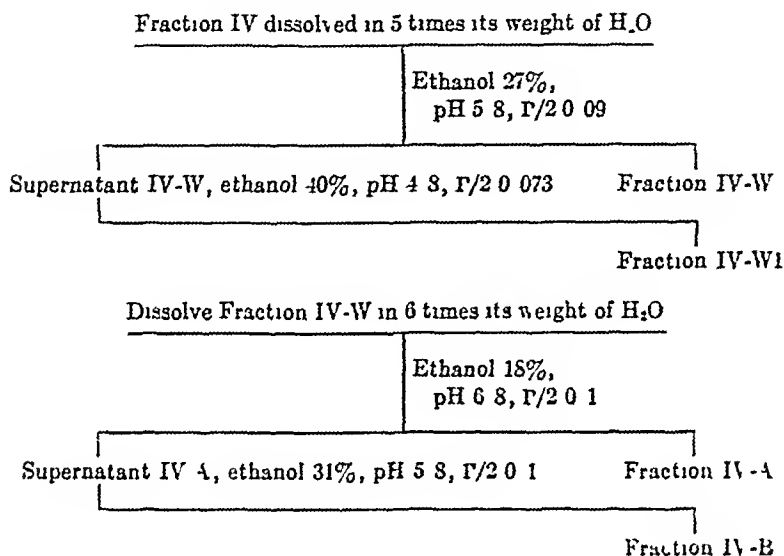 Fraction IV dissolved in 5 times its weight of H2O
Ethanol 27%,
pH 5 8, Γ/2 0 09
Supernatant IV-W, ethanol 40%, pH 4 8, Γ/2 0 073 Fraction IV-W
Fraction IV-W1
Dissolve Fraction IV-W in 6 times its weight of H2O
Ethanol 18%,
pH 6 8, Γ/2 0 1
Supernatant IV A, ethanol 31%, pH 5 8, Γ/2 0 1 Fraction IV-A
Fraction IV-B